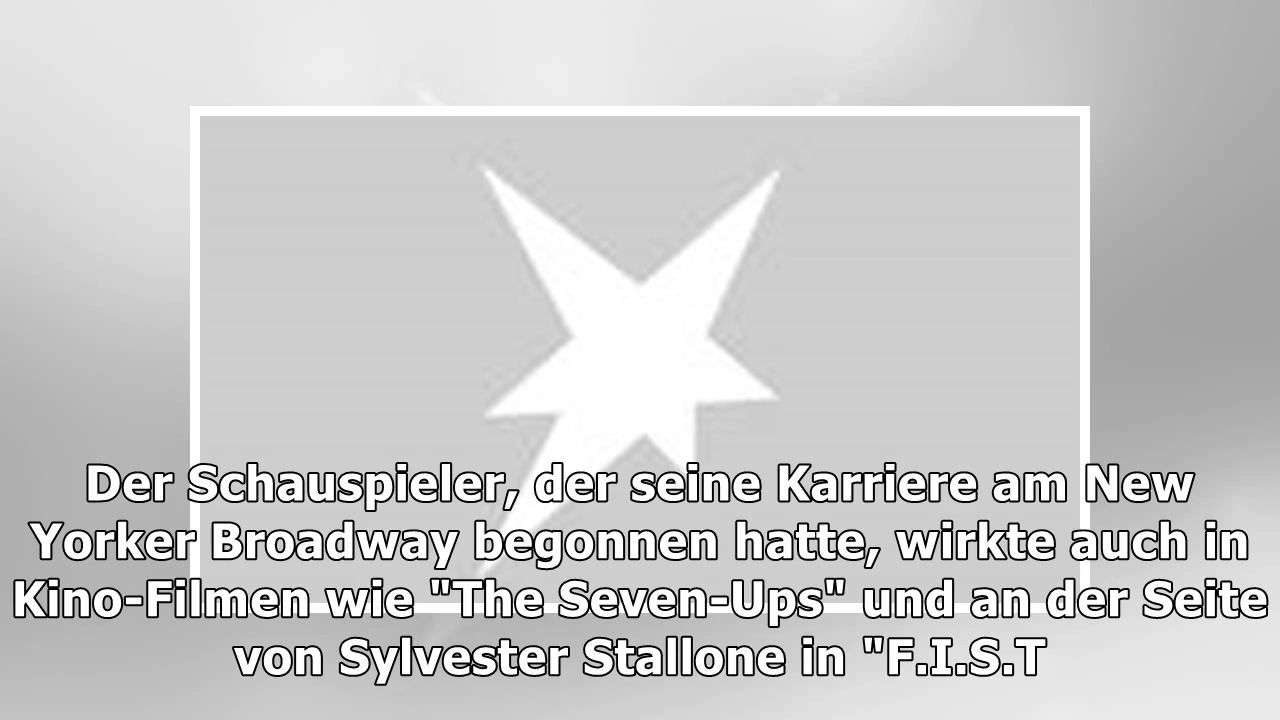 Der Schauspieler, der seine Karriere am New
Yorker Broadway begonnen hatte, wirkte auch in
Kino-Filmen wie "The Seven-Ups" und an der Seite
von Sylvester Stallone in "F.I.S.T